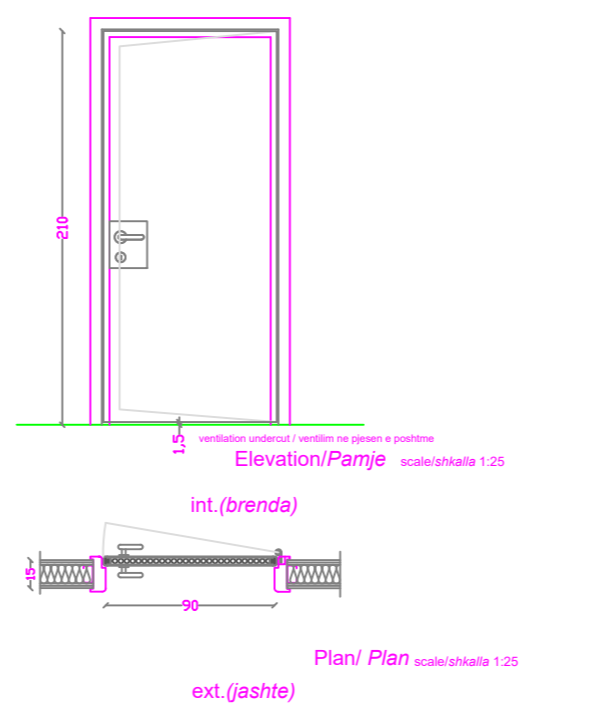 210
1,5
ventilation undercut / ventilim ne pjesen e poshtme
Elevation/Pamje scale/shkalla 1:25
int.(brenda)
15
90
Plan/ Plan scale/shkalla 1:25
ext.(jashte)